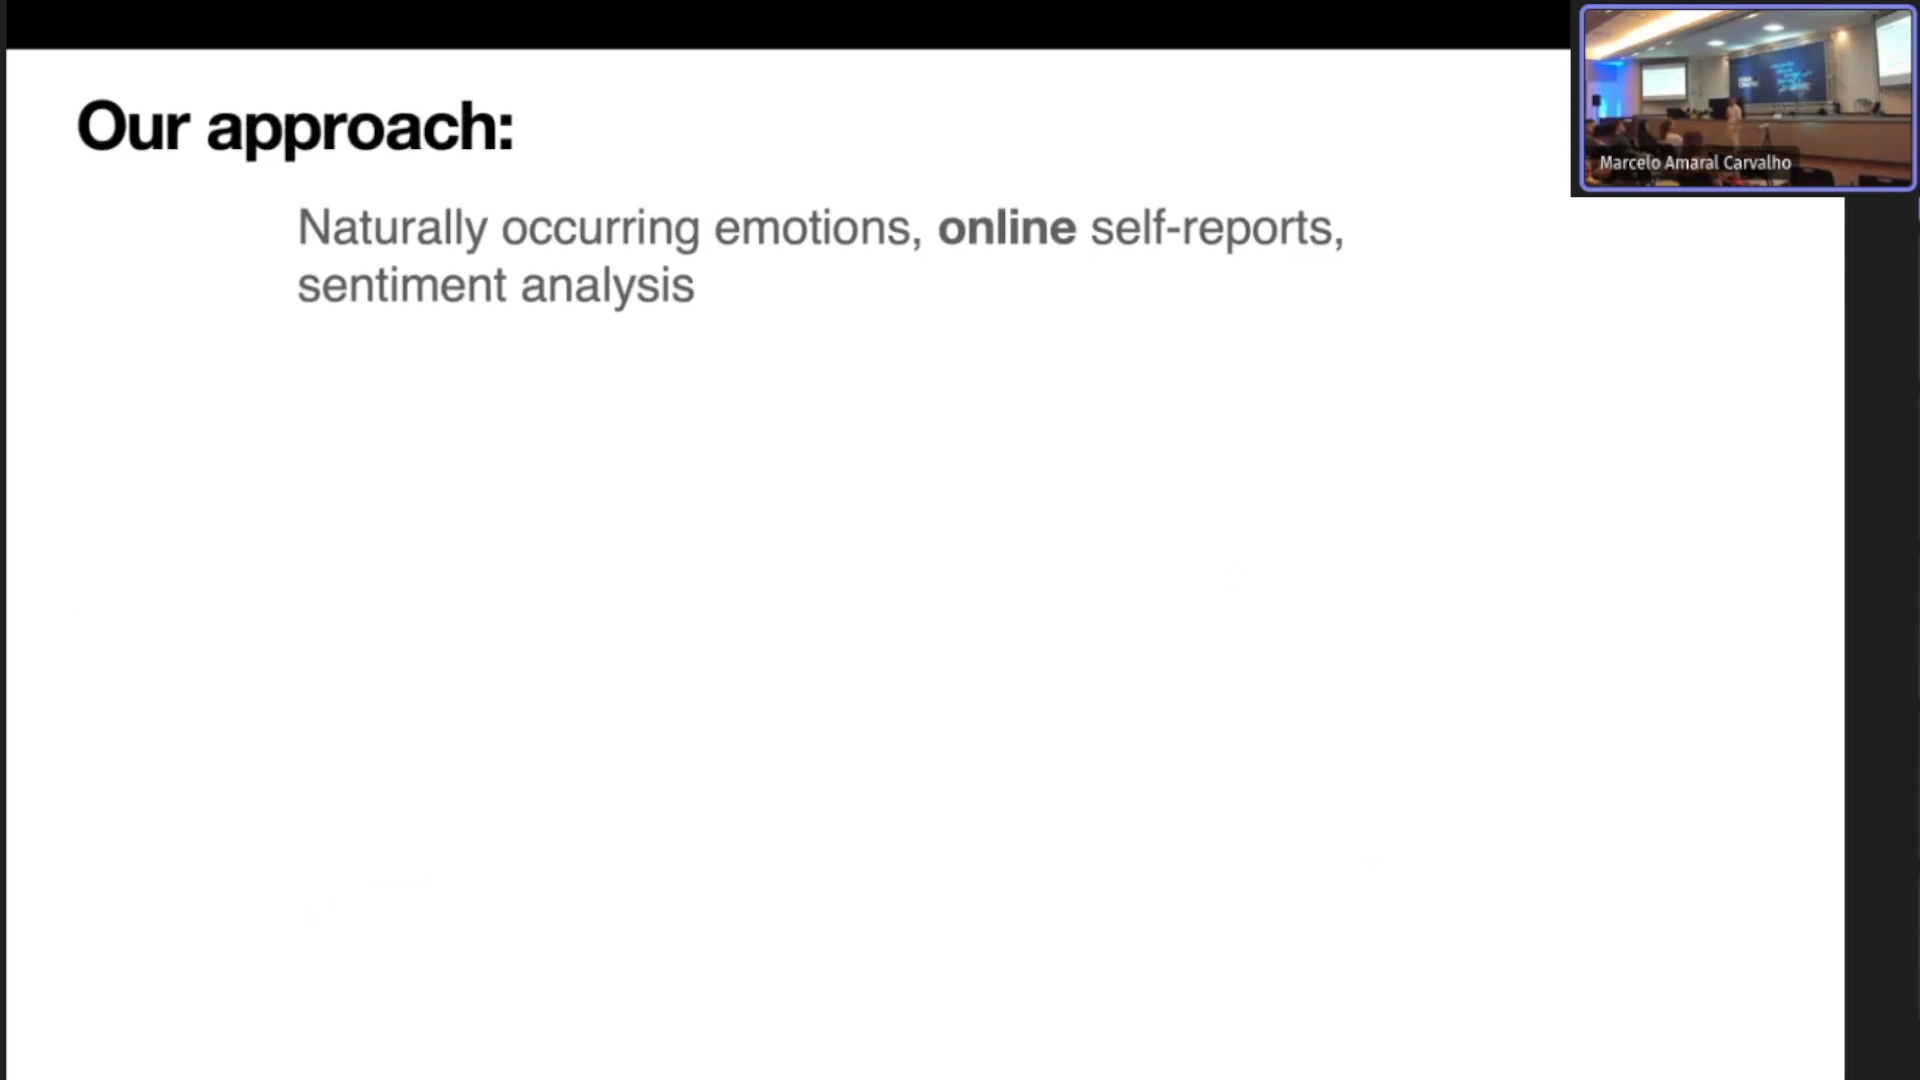 Our approach:
Naturally occurring emotions, online self-reports,
sentiment analysis
Marcelo Amaral Carvalho